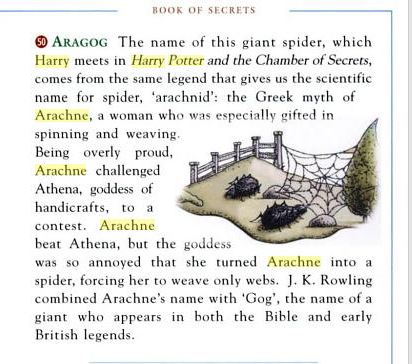 BOOK OF SECRETS
50 ARAGOG The name of this giant spider, which
Harry meets in Harry Potter and the Chamber of Secrets,
comes from the same legend that gives us the scientific
name for spider, ‘arachnid’: the Greek myth of
Arachne, a woman who was especially gifted in
spinning and weaving.
Being overly proud,
Arachne challenged
Athena, goddess of
handicrafts, to a
contest. Arachne
beat Athena, but the goddess
was so annoyed that she turned Arachne into a
spider, forcing her to weave only webs. J. K. Rowling
combined Arachne’s name with ‘Gog’, the name of a
giant who appears in both the Bible and early
British legends.